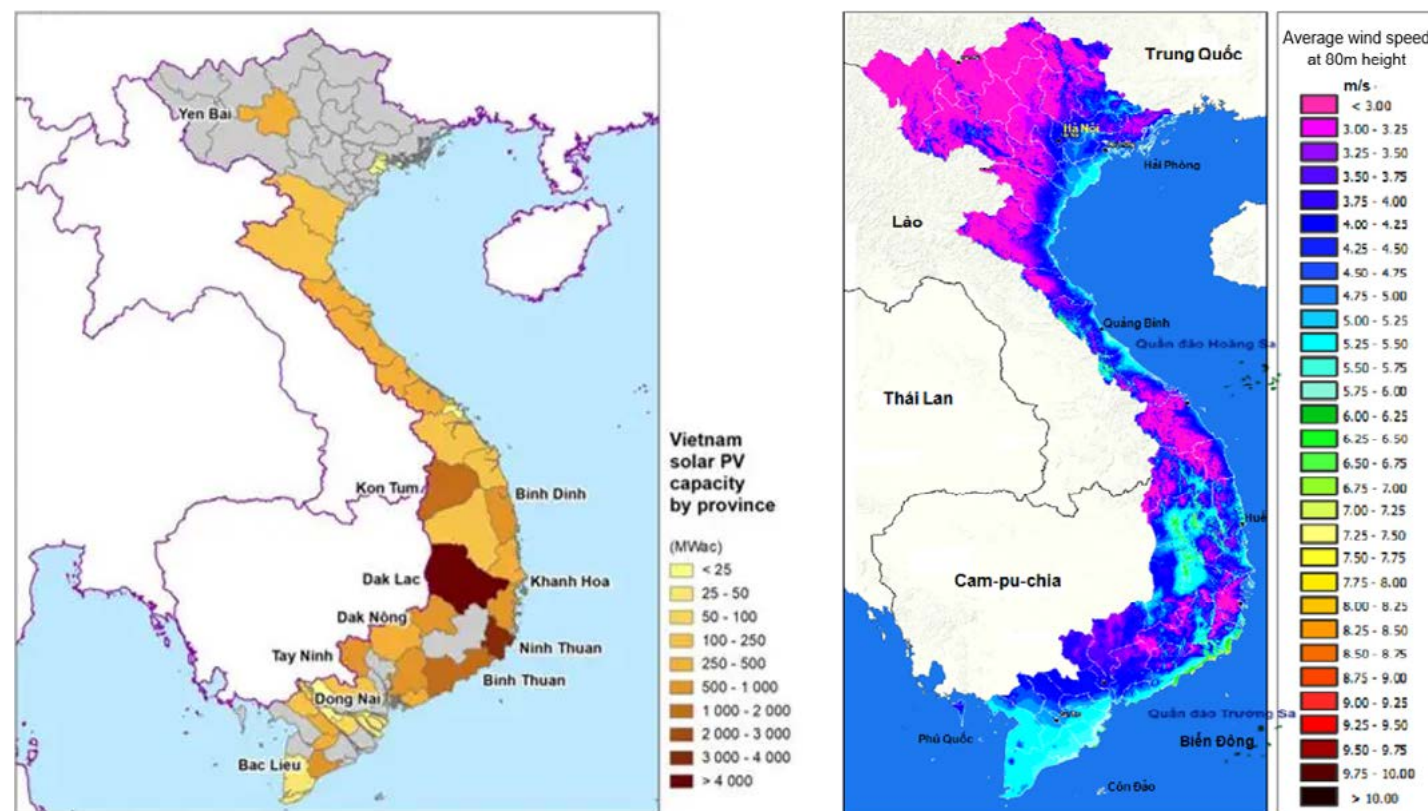 Yen Bai
Kon Tum
Binh Dinh
Dak Lac
Khanh Hoa
Dak Nông
Ninh Thuan
Tay Ninh
Binh Thuan
Dong Nai
Bac Lieu
Vietnam
solar PV
capacity
by province
(MWac)
< 25
25 - 50
50 - 100
100 - 250
250 - 500
500 - 1 000
1 000 - 2 000
2 000 - 3 000
3 000 - 4 000
> 4 000
Trung Quốc
Hà Nội
Hải Phòng
Lào
Quảng Bình
Quần đảo Hoàng Sa
Thái Lan
Huế
Cam-pu-chia
Quần đảo Trường Sa
Phú Quốc
Biển Đông
Côn Đảo
Average wind speed
at 80m height
m/s
< 3.00
3.00 - 3.25
3.25 - 3.50
3.50 - 3.75
3.75 - 4.00
4.00 - 4.25
4.25 - 4.50
4.50 - 4.75
4.75 - 5.00
5.00 - 5.25
5.25 - 5.50
5.50 - 5.75
5.75 - 6.00
6.00 - 6.25
6.25 - 6.50
6.50 - 6.75
6.75 - 7.00
7.00 - 7.25
7.25 - 7.50
7.50 - 7.75
7.75 - 8.00
8.00 - 8.25
8.25 - 8.50
8.50 - 8.75
8.75 - 9.00
9.00 - 9.25
9.25 - 9.50
9.50 - 9.75
9.75 - 10.00
> 10.00